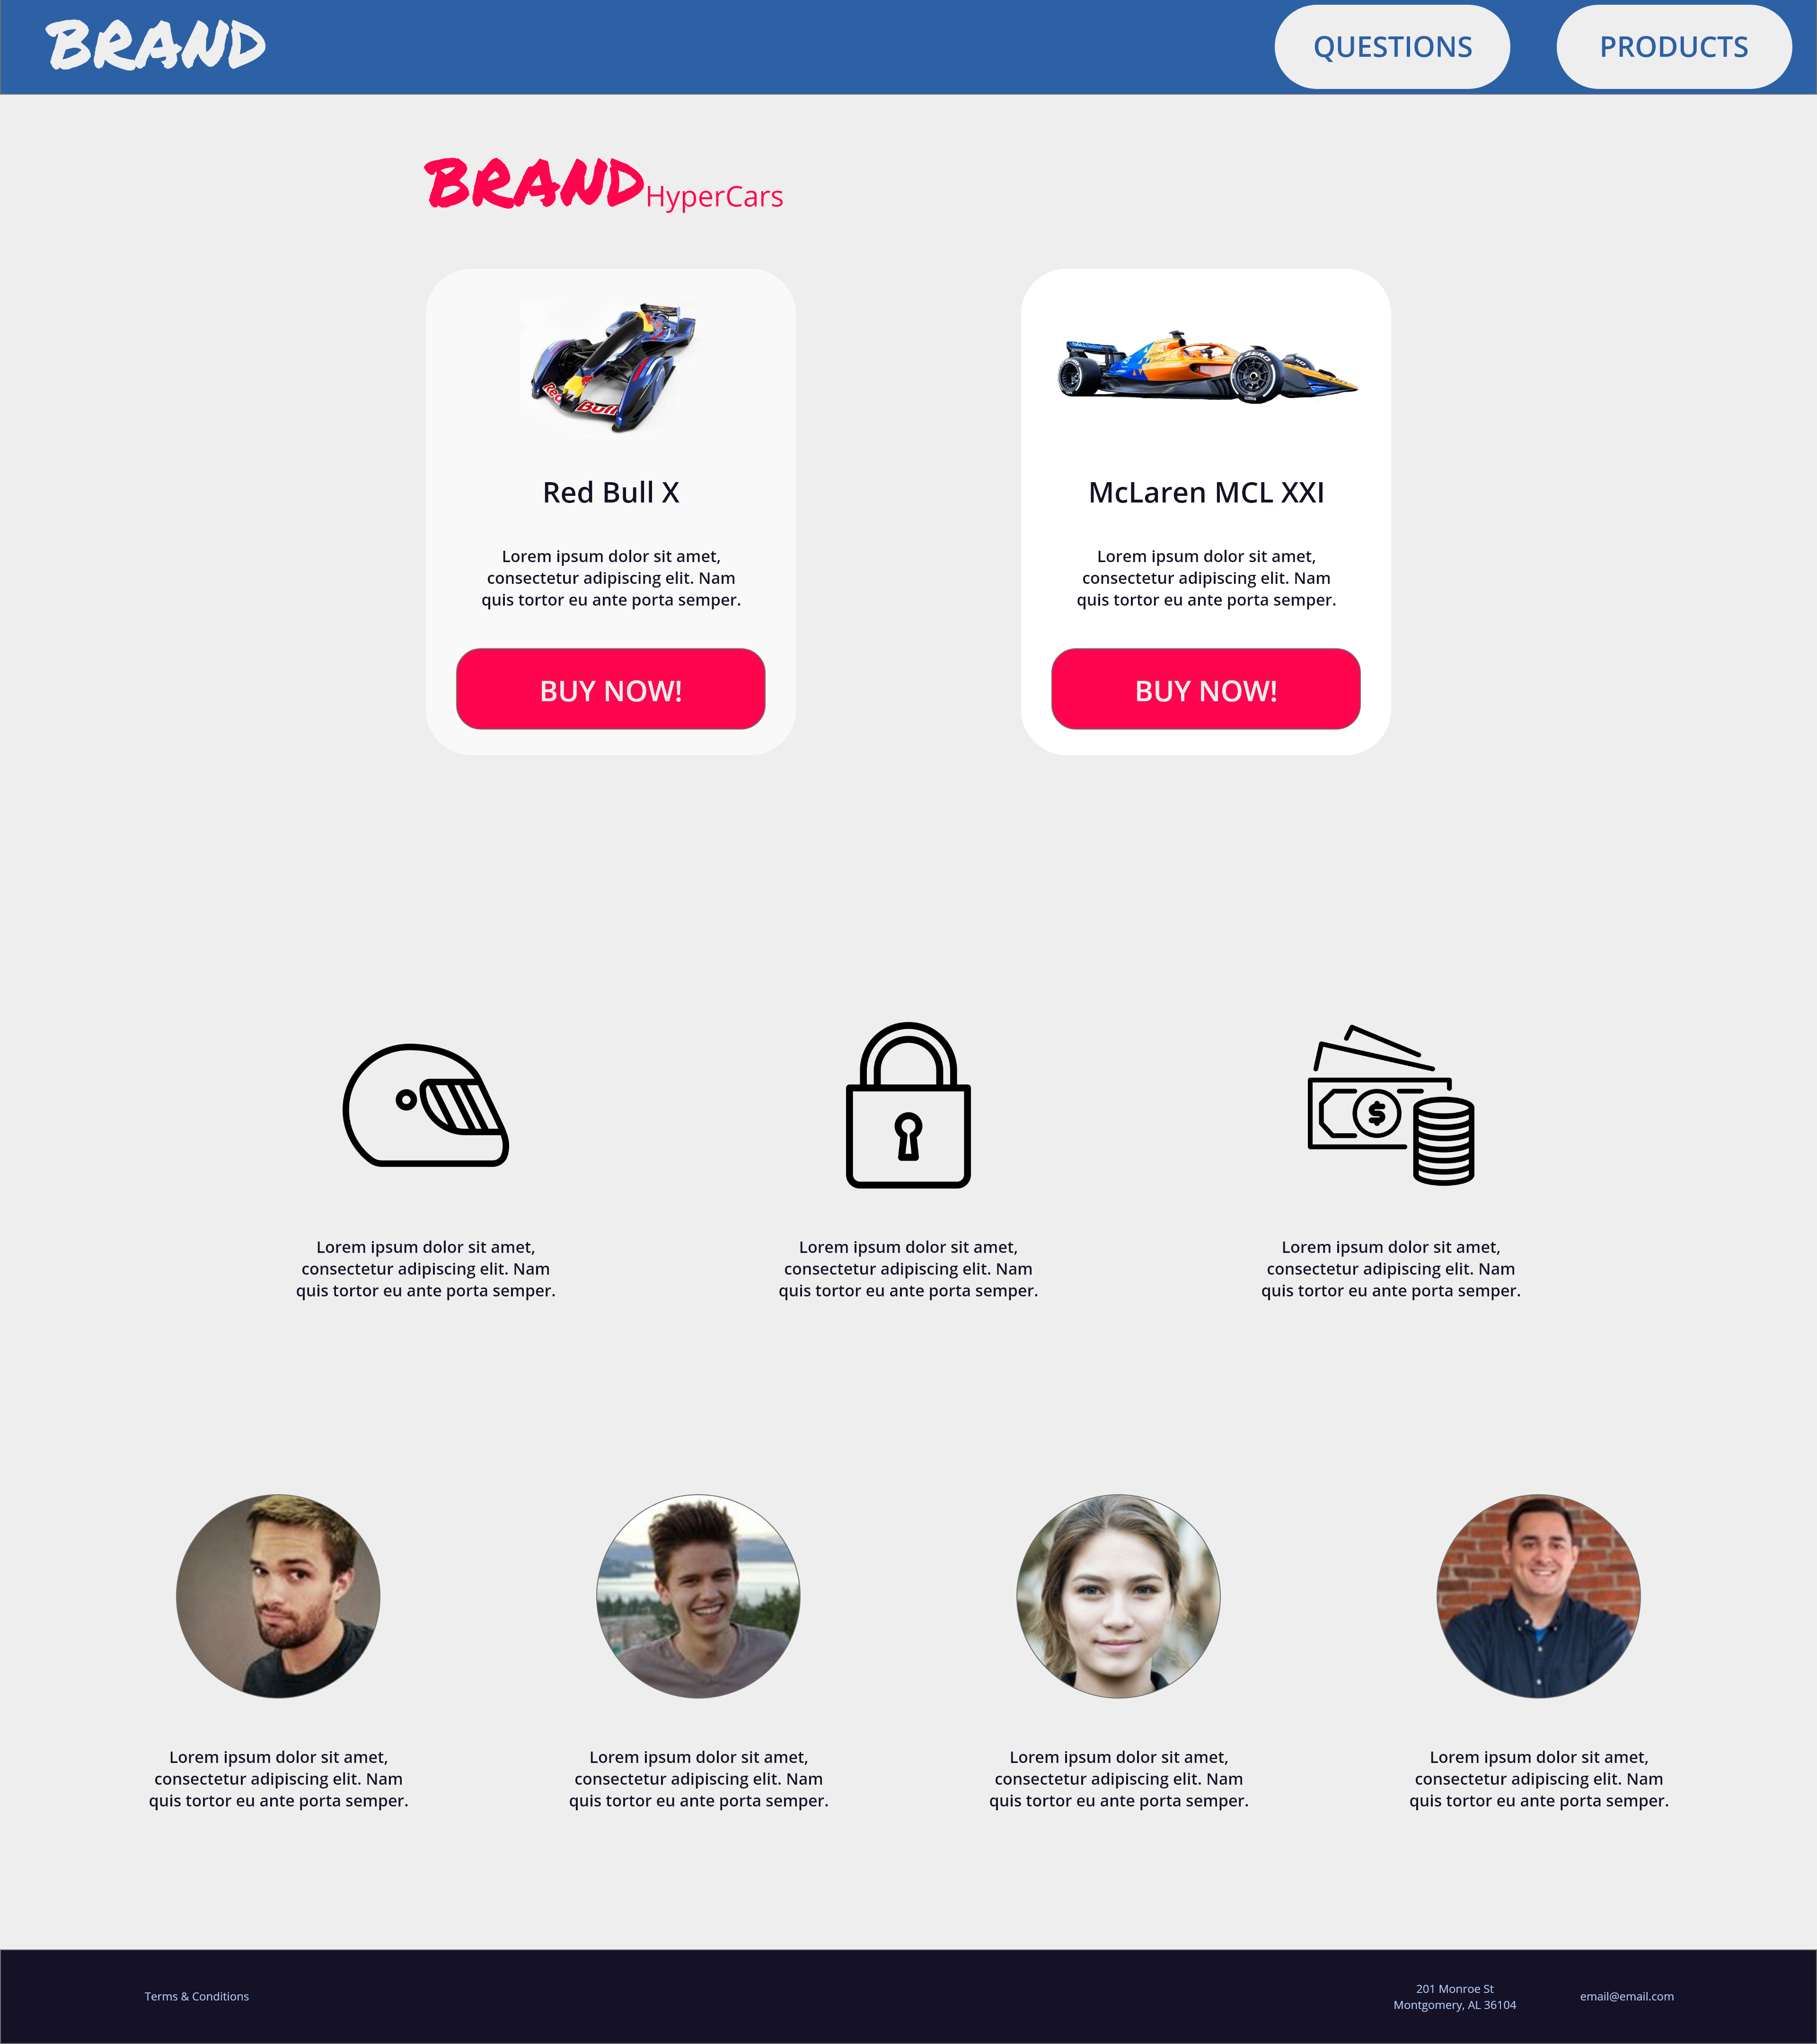 BRAND
QUESTIONS
PRODUCTS
BRAND HyperCars
Red Bull
Red Bull X
Lorem ipsum dolor sit amet,
consectetur adipiscing elit. Nam
quis tortor eu ante porta semper.
BUY NOW!
McLaren MCL XXI
Lorem ipsum dolor sit amet,
consectetur adipiscing elit. Nam
quis tortor eu ante porta semper.
BUY NOW!
$
Lorem ipsum dolor sit amet,
consectetur adipiscing elit. Nam
quis tortor eu ante porta semper.
Lorem ipsum dolor sit amet,
consectetur adipiscing elit. Nam
quis tortor eu ante porta semper.
Lorem ipsum dolor sit amet,
consectetur adipiscing elit. Nam
quis tortor eu ante porta semper.
Lorem ipsum dolor sit amet,
consectetur adipiscing elit. Nam
quis tortor eu ante porta semper.
Lorem ipsum dolor sit amet,
consectetur adipiscing elit. Nam
quis tortor eu ante porta semper.
Lorem ipsum dolor sit amet,
consectetur adipiscing elit. Nam
quis tortor eu ante porta semper.
Lorem ipsum dolor sit amet,
consectetur adipiscing elit. Nam
quis tortor eu ante porta semper.
Terms & Conditions
201 Monroe St
Montgomery, AL 36104
email@email.com